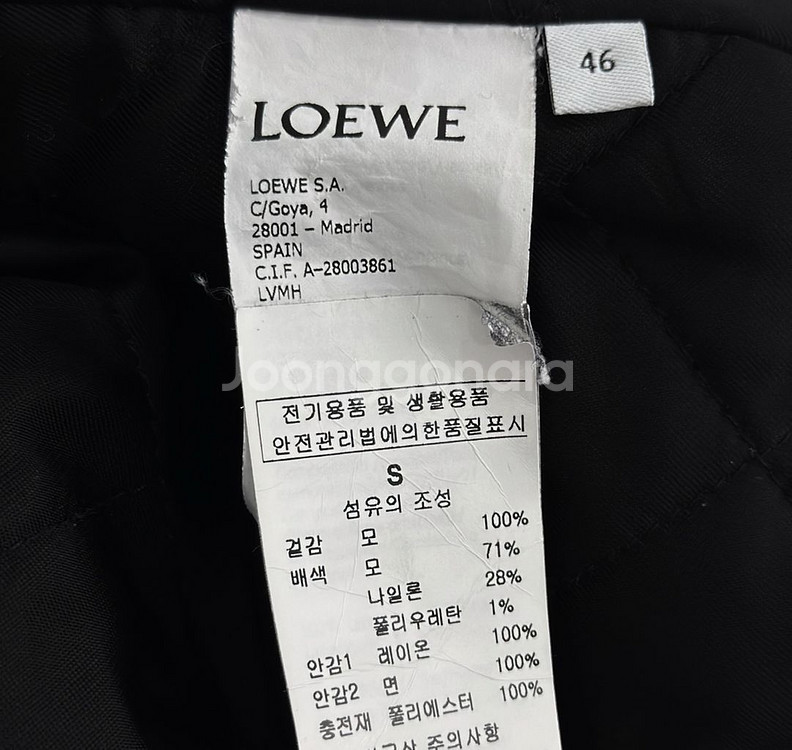 46
LOEWE
LOEWE S.A.
C/Goya, 4
28001 – Madrid
SPAIN
C.I.F. A-28003861
LVMH
Joonggonara
전기용품 및 생활용품
안전관리법에의한품질표시
S
섬유의 조성
겉감 모 100%
배색 모 71%
나일론 28%
폴리우레탄 1%
안감1 레이온 100%
안감2 면 100%
충전재 폴리에스터 100%
주의사항